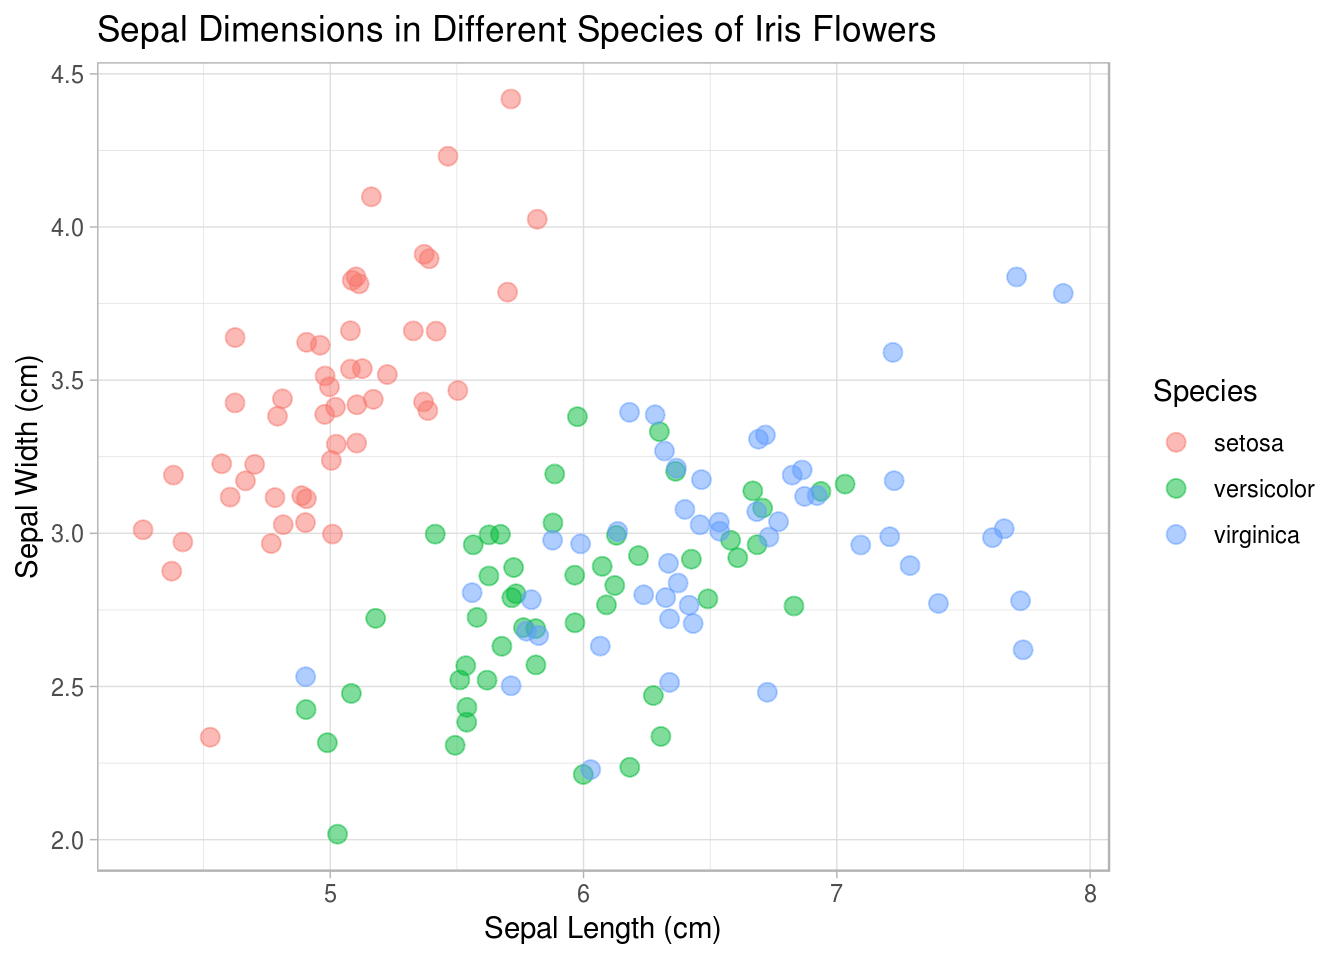 Sepal Dimensions in Different Species of Iris Flowers
4.5
4.0
3.5
3.0
2.5
2.0
Sepal Width (cm)
5 6 7 8
Sepal Length (cm)
Species
setosa
versicolor
virginica